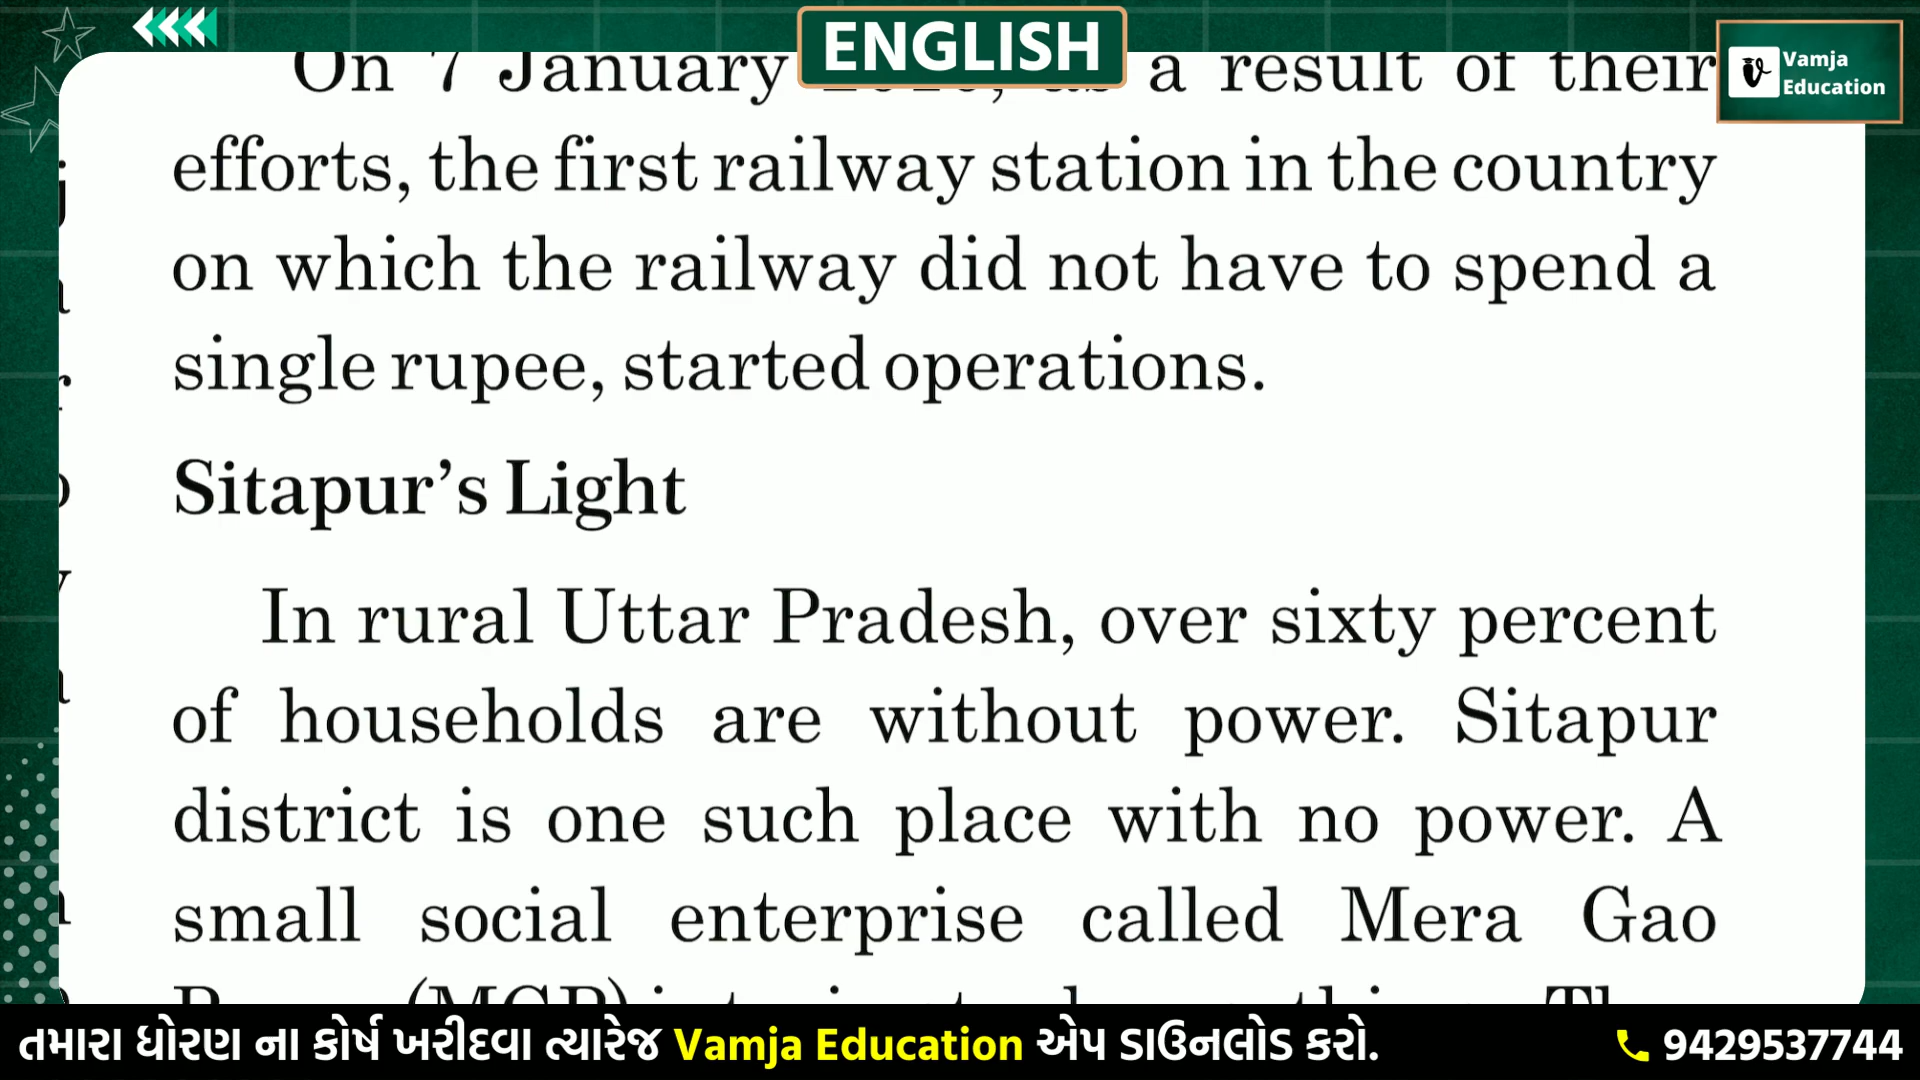 ENGLISH
Vamja
Education
On 7 January a result of their
efforts, the first railway station in the country
on which the railway did not have to spend a
single rupee, started operations.
Sitapur's Light
In rural Uttar Pradesh, over sixty percent
of households are without power. Sitapur
district is one such place with no power. A
small social enterprise called Mera Gao
તમારા ધોરણ ના કોર્ષ ખરીદવા ત્યારેજ Vamja Education એપ ડાઉનલોડ કરો.
9429537744